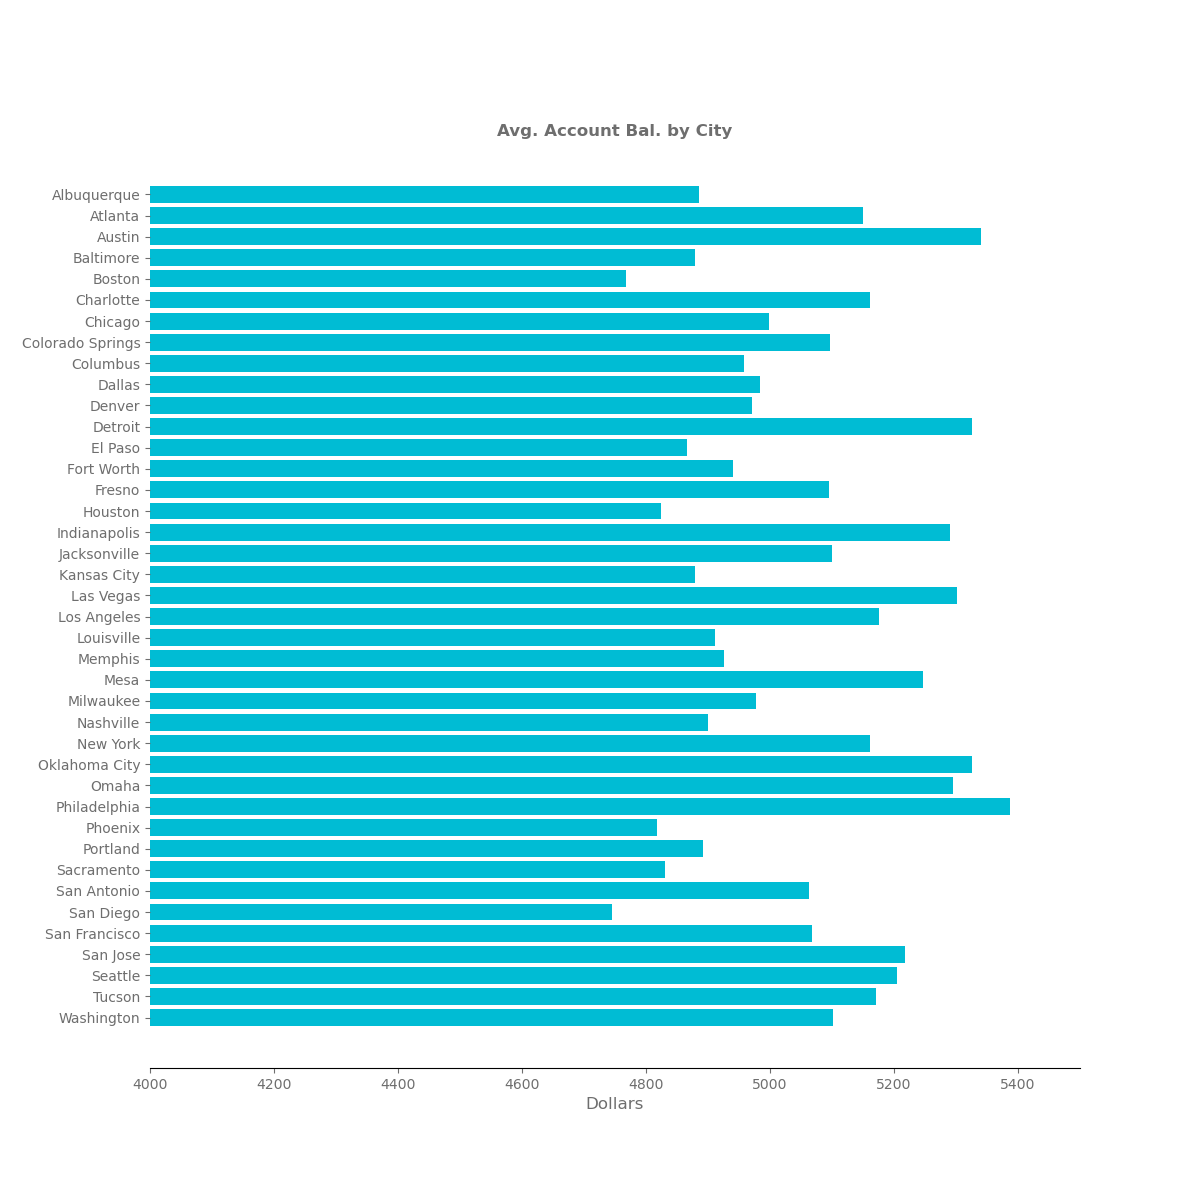 Avg. Account Bal. by City
Albuquerque
Atlanta
Austin
Baltimore
Boston
Charlotte
Chicago
Colorado Springs
Columbus
Dallas
Denver
Detroit
El Paso
Fort Worth
Fresno
Houston
Indianapolis
Jacksonville
Kansas City
Las Vegas
Los Angeles
Louisville
Memphis
Mesa
Milwaukee
Nashville
New York
Oklahoma City
Omaha
Philadelphia
Phoenix
Portland
Sacramento
San Antonio
San Diego
San Francisco
San Jose
Seattle
Tucson
Washington
4000 4200 4400 4600 4800 5000 5200 5400
Dollars